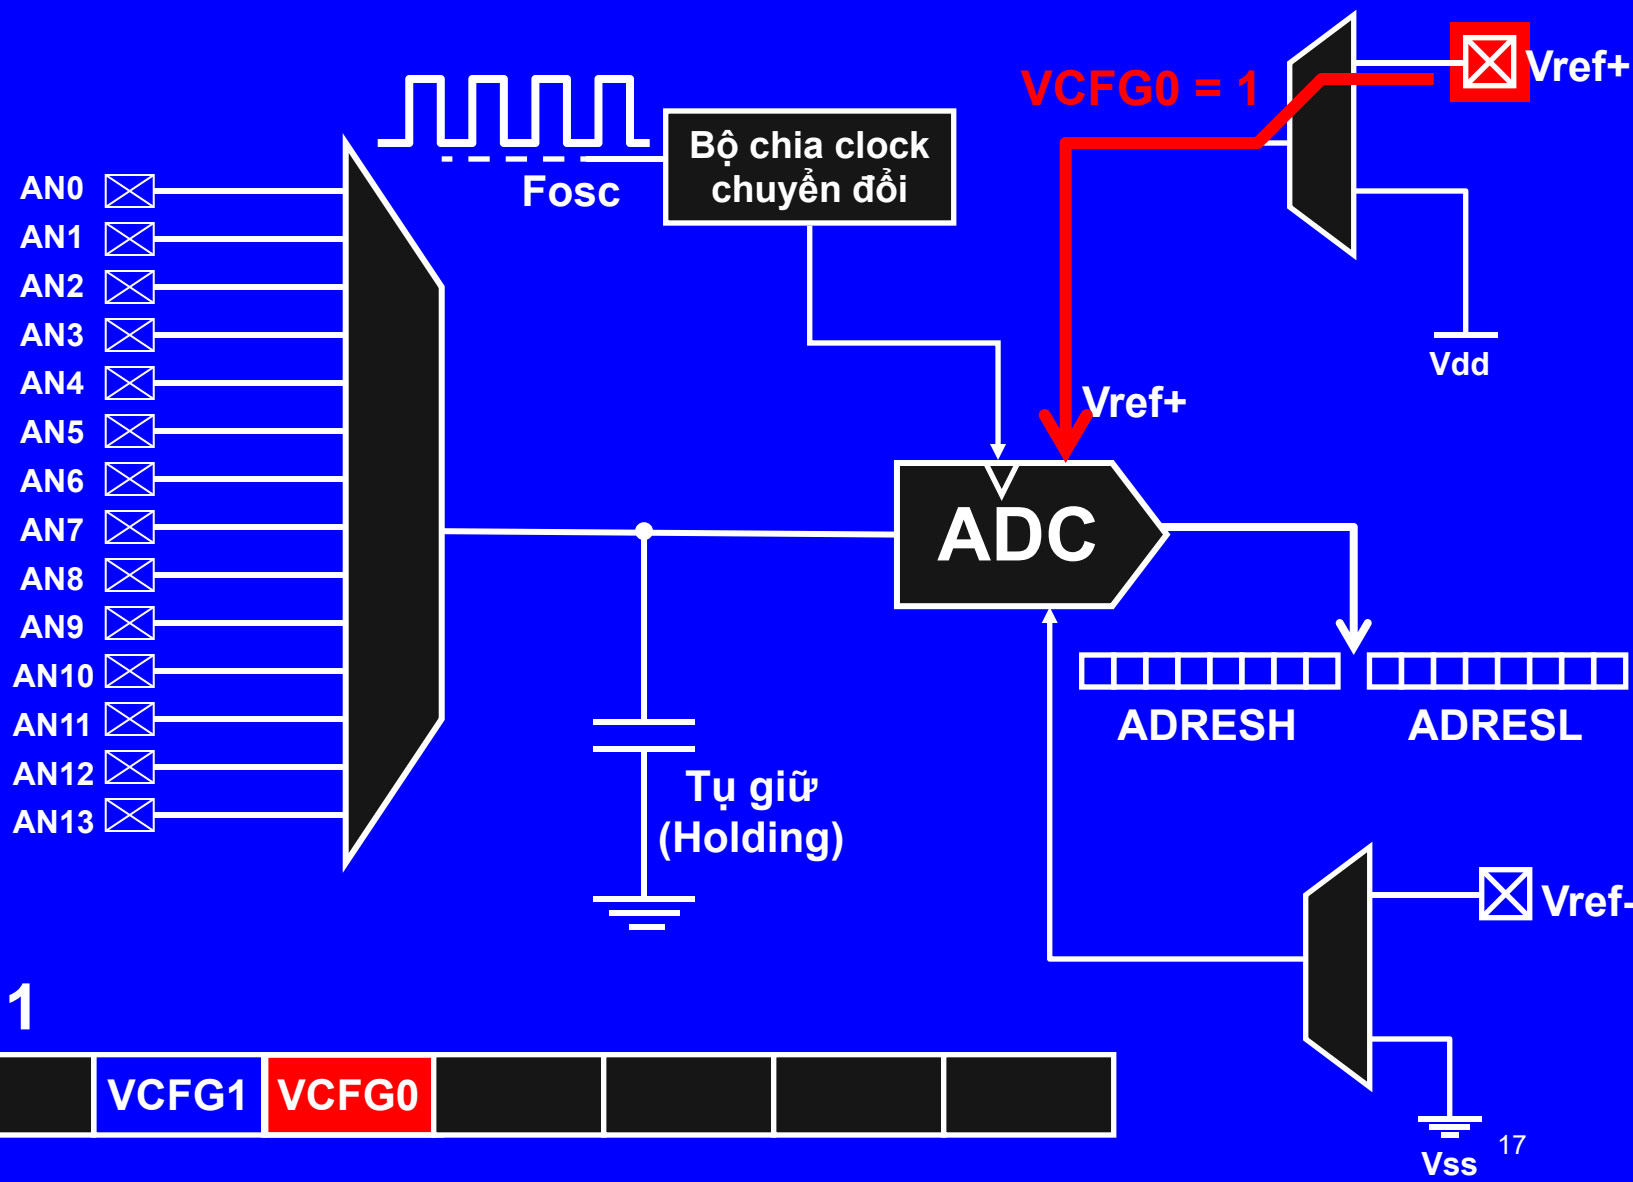 VCFG0 = 1
Vref+
Bộ chia clock
chuyển đổi
Fosc
Vdd
AN0
AN1
AN2
AN3
AN4
AN5
AN6
AN7
AN8
AN9
AN10
AN11
AN12
AN13
Vref+
ADC
ADRESH
ADRESL
Tụ giữ
(Holding)
Vref-
1
VCFG1
VCFG0
Vss
17